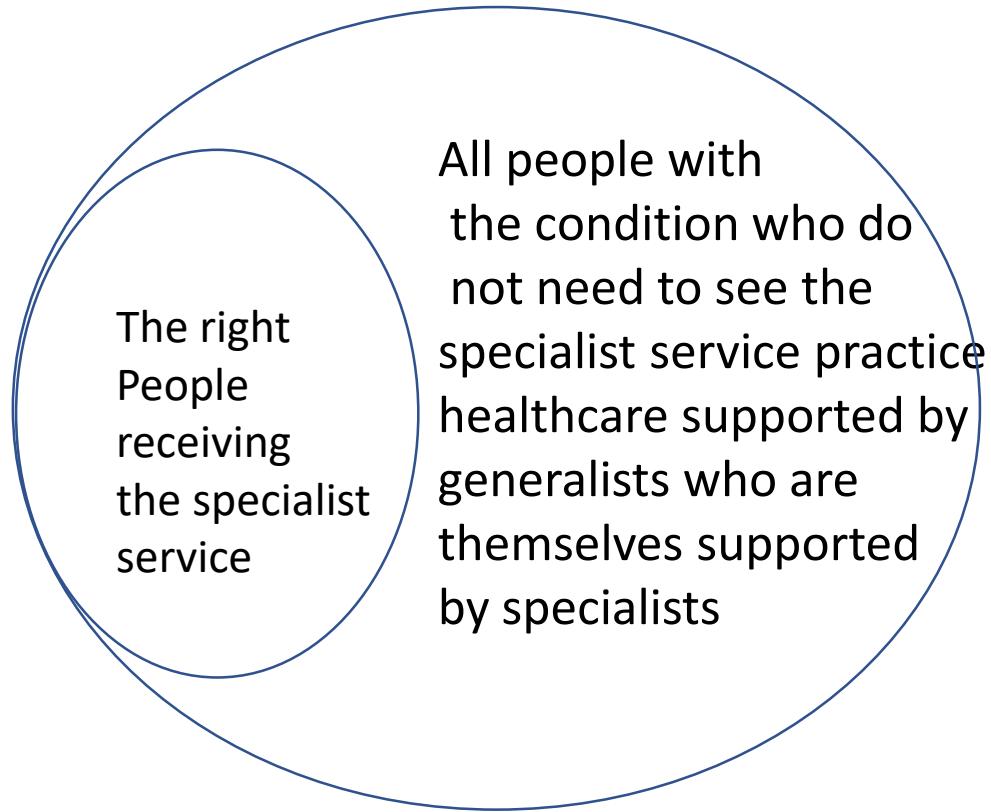 The right
People
receiving
the specialist
service
All people with
the condition who do
not need to see the
specialist service practice
healthcare supported by
generalists who are
themselves supported
by specialists